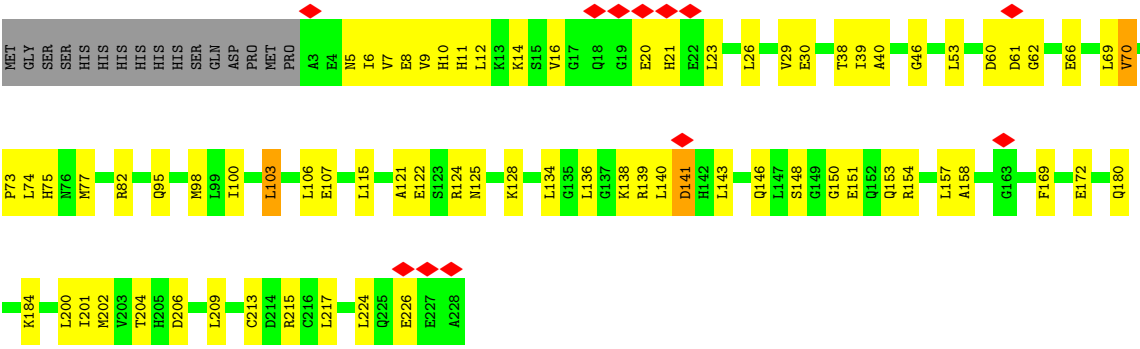 MET GLY SER SER HIS HIS HIS HIS HIS HIS SER GLN ASP PRO MET PRO A3 E4 N5 I6 V7 E8 V9 H10 H11 L12 K13 K14 S15 V16 G17 Q18 G19 E20 H21 E22 L23 L26 V29 E30 T38 I39 A40 G46 L53 D60 D61 G62 E66 L69 V70
P73 L74 H75 N76 M77 R82 Q95 M98 L99 I100 L103 L106 E107 L115 A121 E122 S123 R124 N125 K128 L134 G135 L136 G137 K138 R139 L140 D141 H142 L143 Q146 L147 S148 G149 G150 E151 Q152 Q153 R154 L157 A158 G163 F169 E172 Q180
K184 L200 I201 M202 V203 T204 H205 D206 L209 C213 D214 R215 C216 L217 L224 Q225 E226 E227 A228